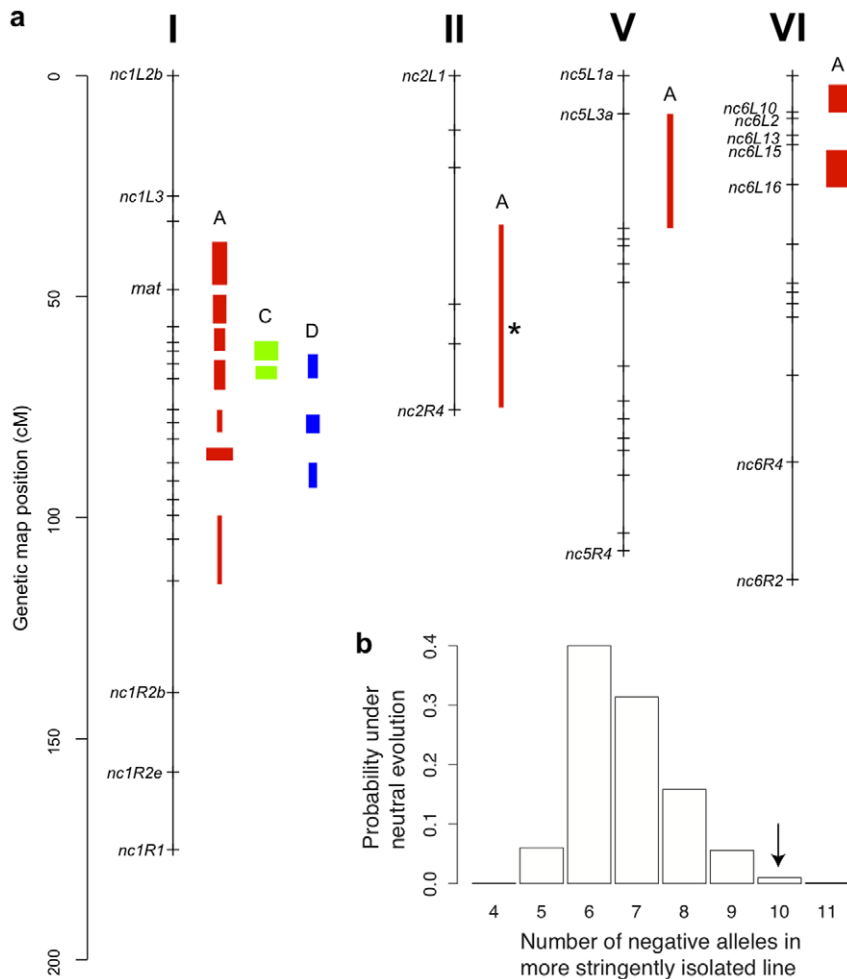 a
I
II
V
VI
0
50
100
150
200
Genetic map position (cM)
nc1L2b
nc1L3
mat
nc1R2b
nc1R2e
nc1R1
A
C
D
nc2L1
nc2R4
A
*
nc5L1a
nc5L3a
nc5R4
A
nc6L10
nc6L2
nc6L13
nc6L15
nc6L16
nc6R4
nc6R2
A
b
Probability under
neutral evolution
0.4
0.3
0.2
0.1
0.0
4 5 6 7 8 9 10 11
Number of negative alleles in
more stringently isolated line